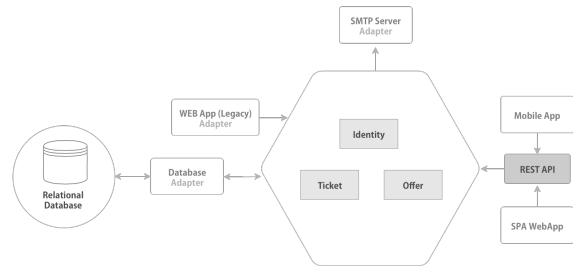 SMTP Server
Adapter
WEB App (Legacy)
Adapter
Mobile App
Identity
Database
Adapter
REST API
Ticket
Offer
Relational
Database
SPA WebApp